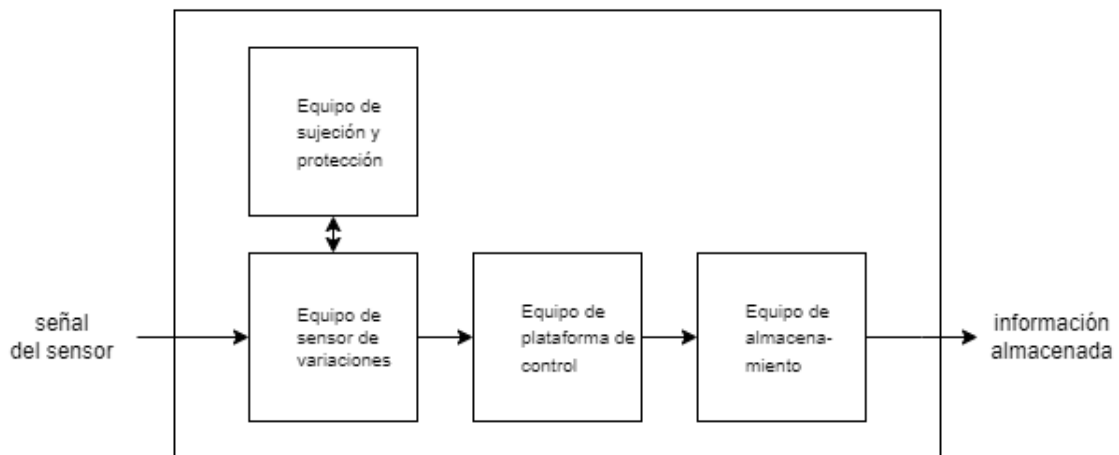 Equipo de
sujeción y
protección
señal
del sensor
Equipo de
sensor de
variaciones
Equipo de
plataforma de
control
Equipo de
almacena-
miento
información
almacenada